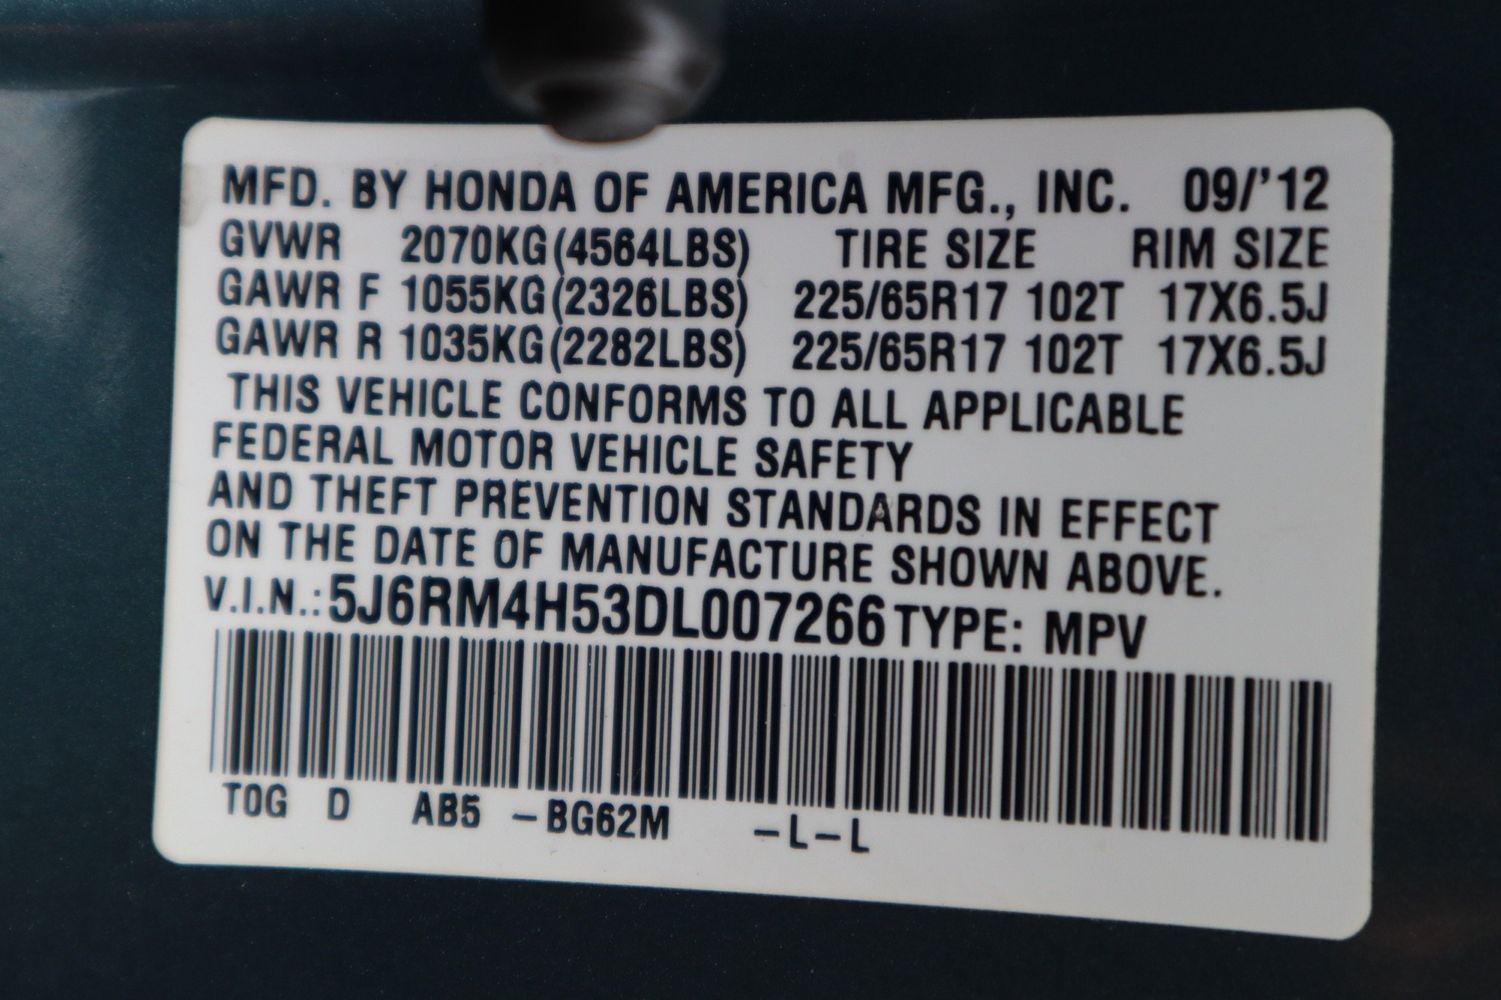 MFD. BY HONDA OF AMERICA MFG., INC. 09/'12
GVWR 2070KG(4564LBS) TIRE SIZE RIM SIZE
GAWR F 1055KG(2326LBS) 225/65R17 102T 17X6.5J
GAWR R 1035KG(2282LBS) 225/65R17 102T 17X6.5J
THIS VEHICLE CONFORMS TO ALL APPLICABLE
FEDERAL MOTOR VEHICLE SAFETY
AND THEFT PREVENTION STANDARDS IN EFFECT
ON THE DATE OF MANUFACTURE SHOWN ABOVE.
V.I.N.:5J6RM4H53DL007266 TYPE: MPV
T0G D AB5 -BG62M -L-L